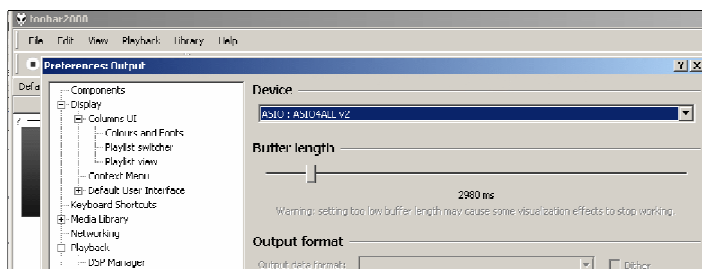 foobar2000
File Edit View Playback Library Help
Preferences: Output
Defa
Components
Display
Columns UI
Colours and Fonts
Playlist switcher
Playlist view
Context Menu
Default User Interface
Keyboard Shortcuts
Media Library
Networking
Playback
DSP Manager
Device
ASIO : ASIO4ALL v2
Buffer length
2980 ms
Warning: setting too low buffer length may cause some visualization effects to stop working.
Output format
Output data format:
Dither